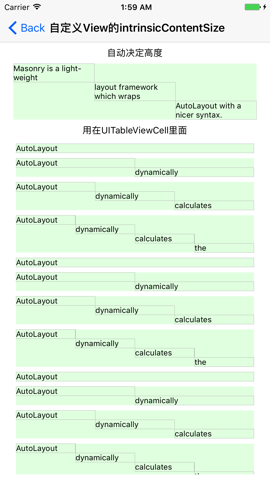 Carrier 1:59 AM
Back 自定义View的intrinsicContentSize
自动决定高度
Masonry is a light-
weight
layout framework
which wraps
AutoLayout with a
nicer syntax.
用在UITableViewCell里面
AutoLayout
AutoLayout
dynamically
AutoLayout
dynamically
calculates
AutoLayout
dynamically
calculates
the
AutoLayout
AutoLayout
dynamically
AutoLayout
dynamically
calculates
AutoLayout
dynamically
calculates
the
AutoLayout
AutoLayout
dynamically
AutoLayout
dynamically
calculates
AutoLayout
dynamically
calculates